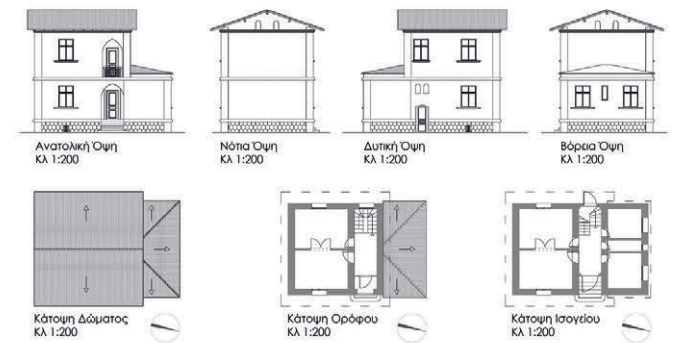 Ανατολική Όψη
Κλ 1:200
Νότια Όψη
Κλ 1:200
Δυτική Όψη
Κλ 1:200
Βόρεια Όψη
Κλ 1:200
Κάτοψη Δώματος
Κλ 1:200
Κάτοψη Ορόφου
Κλ 1:200
Κάτοψη Ισογείου
Κλ 1:200